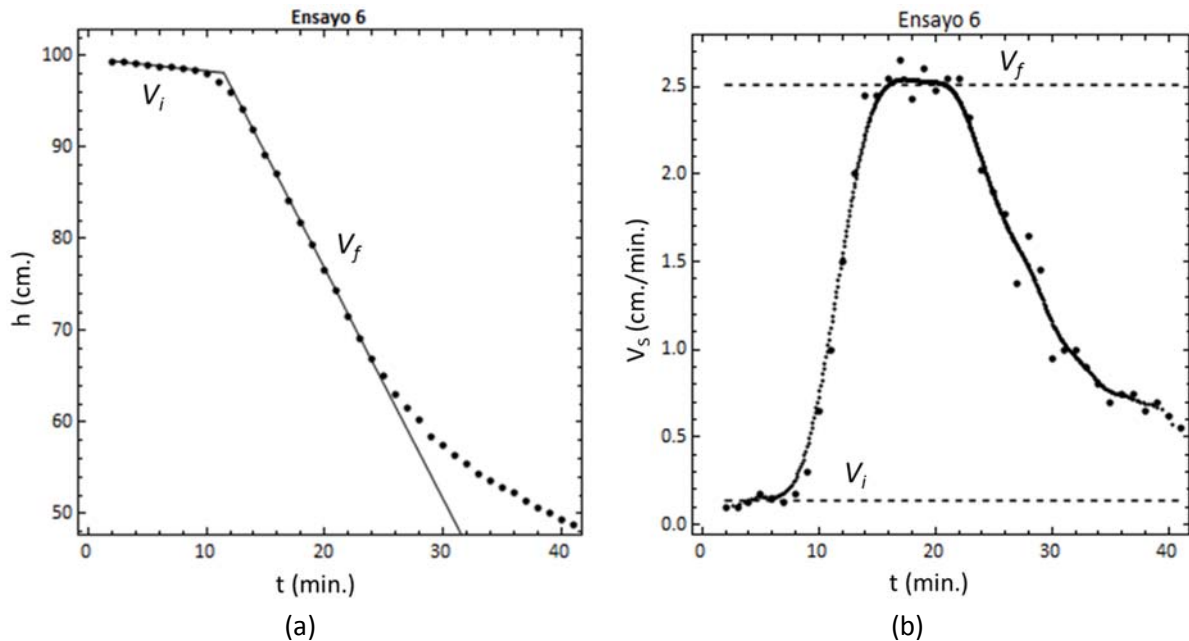 Ensayo 6
100
90
80
70
60
50
h (cm.)
V_i
V_f
0 10 20 30 40
t (min.)
(a)
Ensayo 6
2.5
2.0
1.5
1.0
0.5
0.0
V_S (cm./min.)
V_f
V_i
0 10 20 30 40
t (min.)
(b)